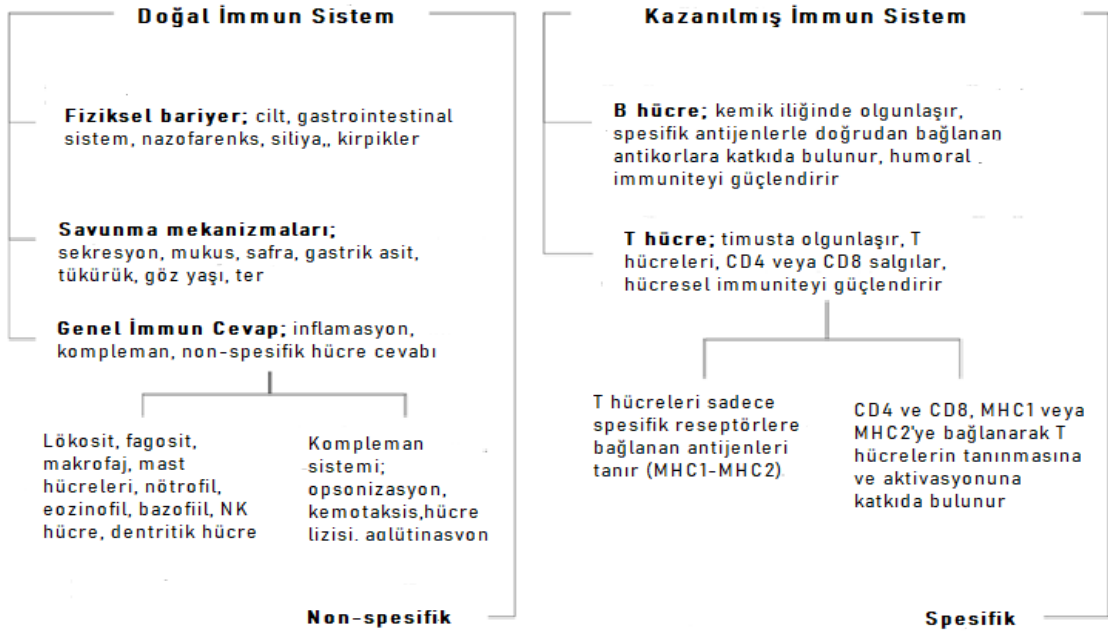 Doğal İmmun Sistem
Fiziksel bariyer; cilt, gastrointestinal
sistem, nazofarenks, siliya,, kirpikler
Savunma mekanizmaları;
sekresyon, mukus, safra, gastrik asit,
tükürük, göz yaşı, ter
Genel İmmun Cevap; inflamasyon,
kompleman, non-spesifik hücre cevabı
Lökosit, fagosit,
makrofaj, mast
hücreleri, nötrofil,
eozinofil, bazofiil, NK
hücre, dentritik hücre
Kompleman
sistemi;
opsonizasyon,
kemotaksis,hücre
lizisi. aglütinasyon
Non-spesifik
Kazanılmış İmmun Sistem
B hücre; kemik iliğinde olgunlaşır,
spesifik antijenlerle doğrudan bağlanan
antikorlara katkıda bulunur, humoral .
immuniteyi güçlendirir
T hücre; timusta olgunlaşır, T
hücreleri, CD4 veya CD8 salgılar,
hücresel immuniteyi güçlendirir
T hücreleri sadece
spesifik reseptörlere
bağlanan antijenleri
tanır (MHC1-MHC2)
CD4 ve CD8, MHC1 veya
MHC2'ye bağlanarak T
hücrelerin tanınmasına
ve aktivasyonuna
katkıda bulunur
Spesifik